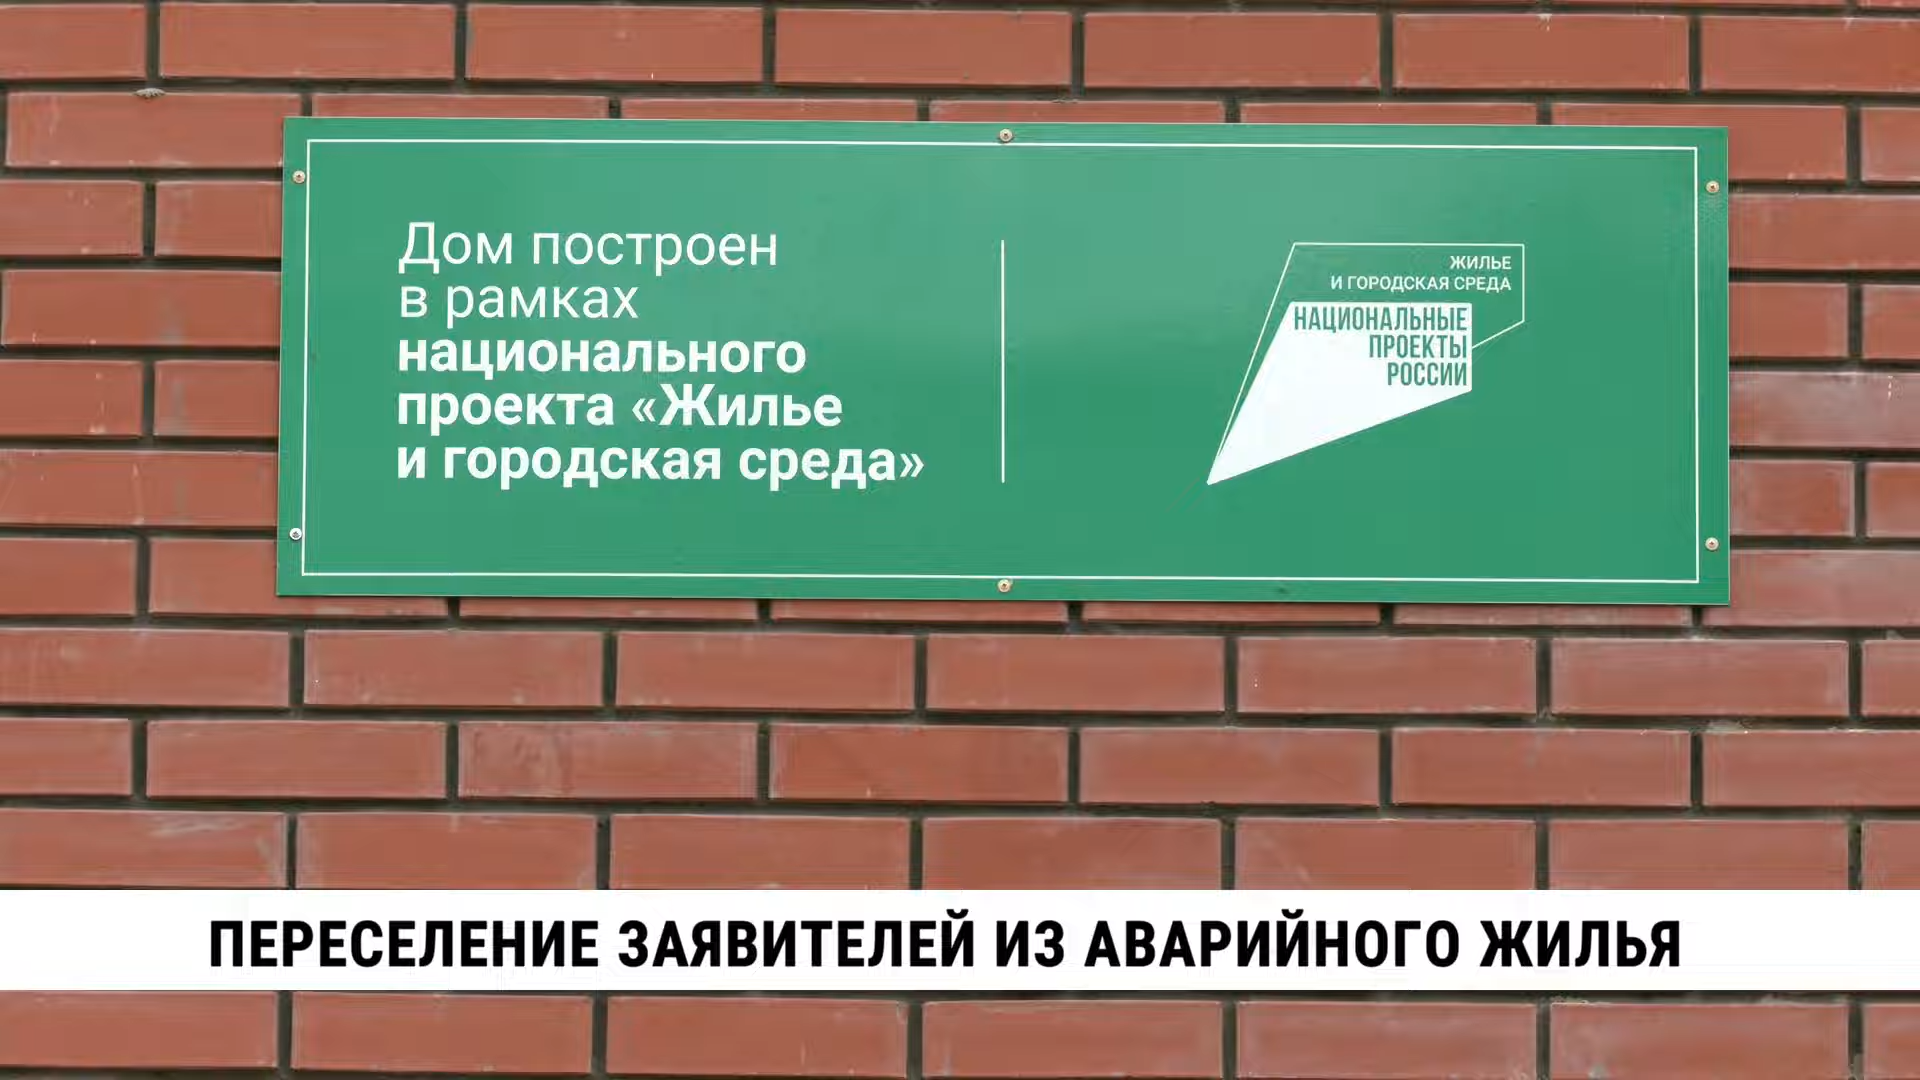 Дом построен
в рамках
национального
проекта «Жилье
и городская среда»
ЖИЛЬЕ
И ГОРОДСКАЯ СРЕДА
НАЦИОНАЛЬНЫЕ
ПРОЕКТЫ
РОССИИ
ПЕРЕСЕЛЕНИЕ ЗАЯВИТЕЛЕЙ ИЗ АВАРИЙНОГО ЖИЛЬЯ